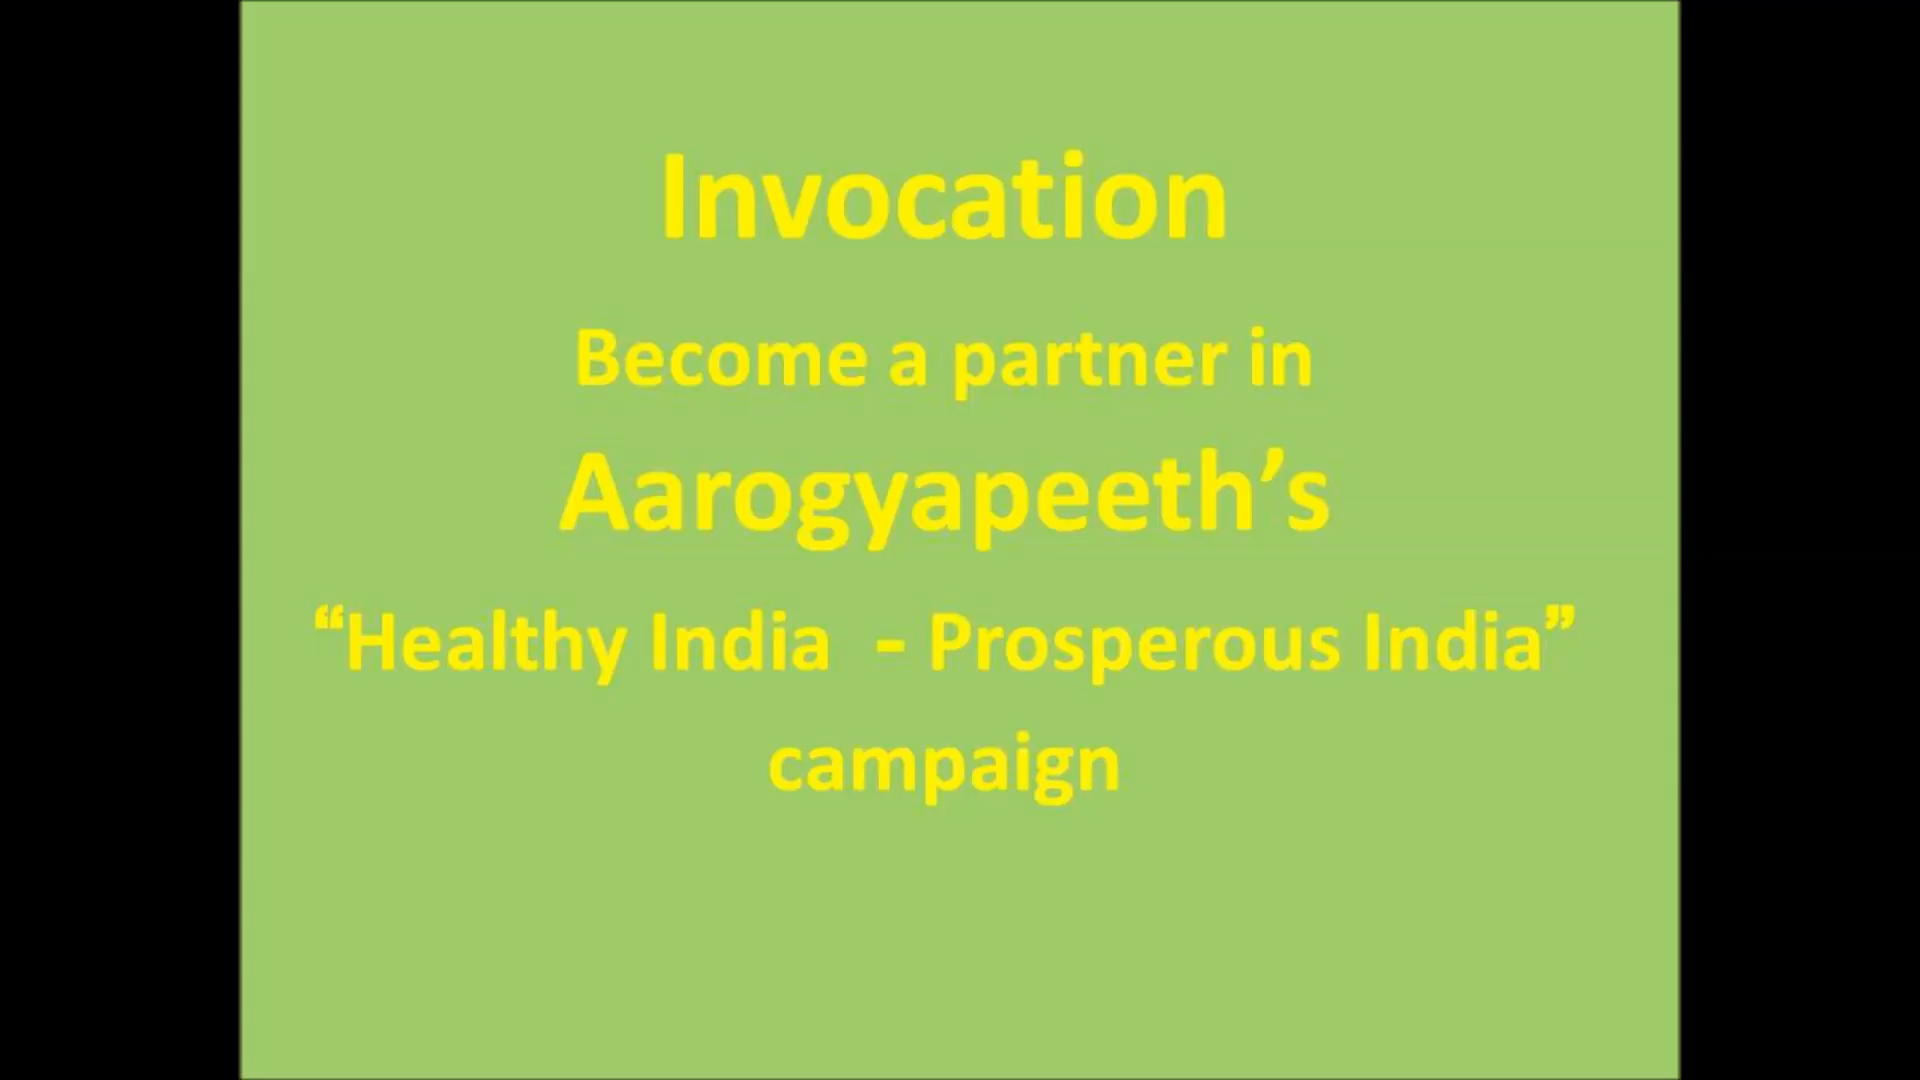 Invocation
Become a partner in
Aarogyapeeth’s
“Healthy India  - Prosperous India”
campaign